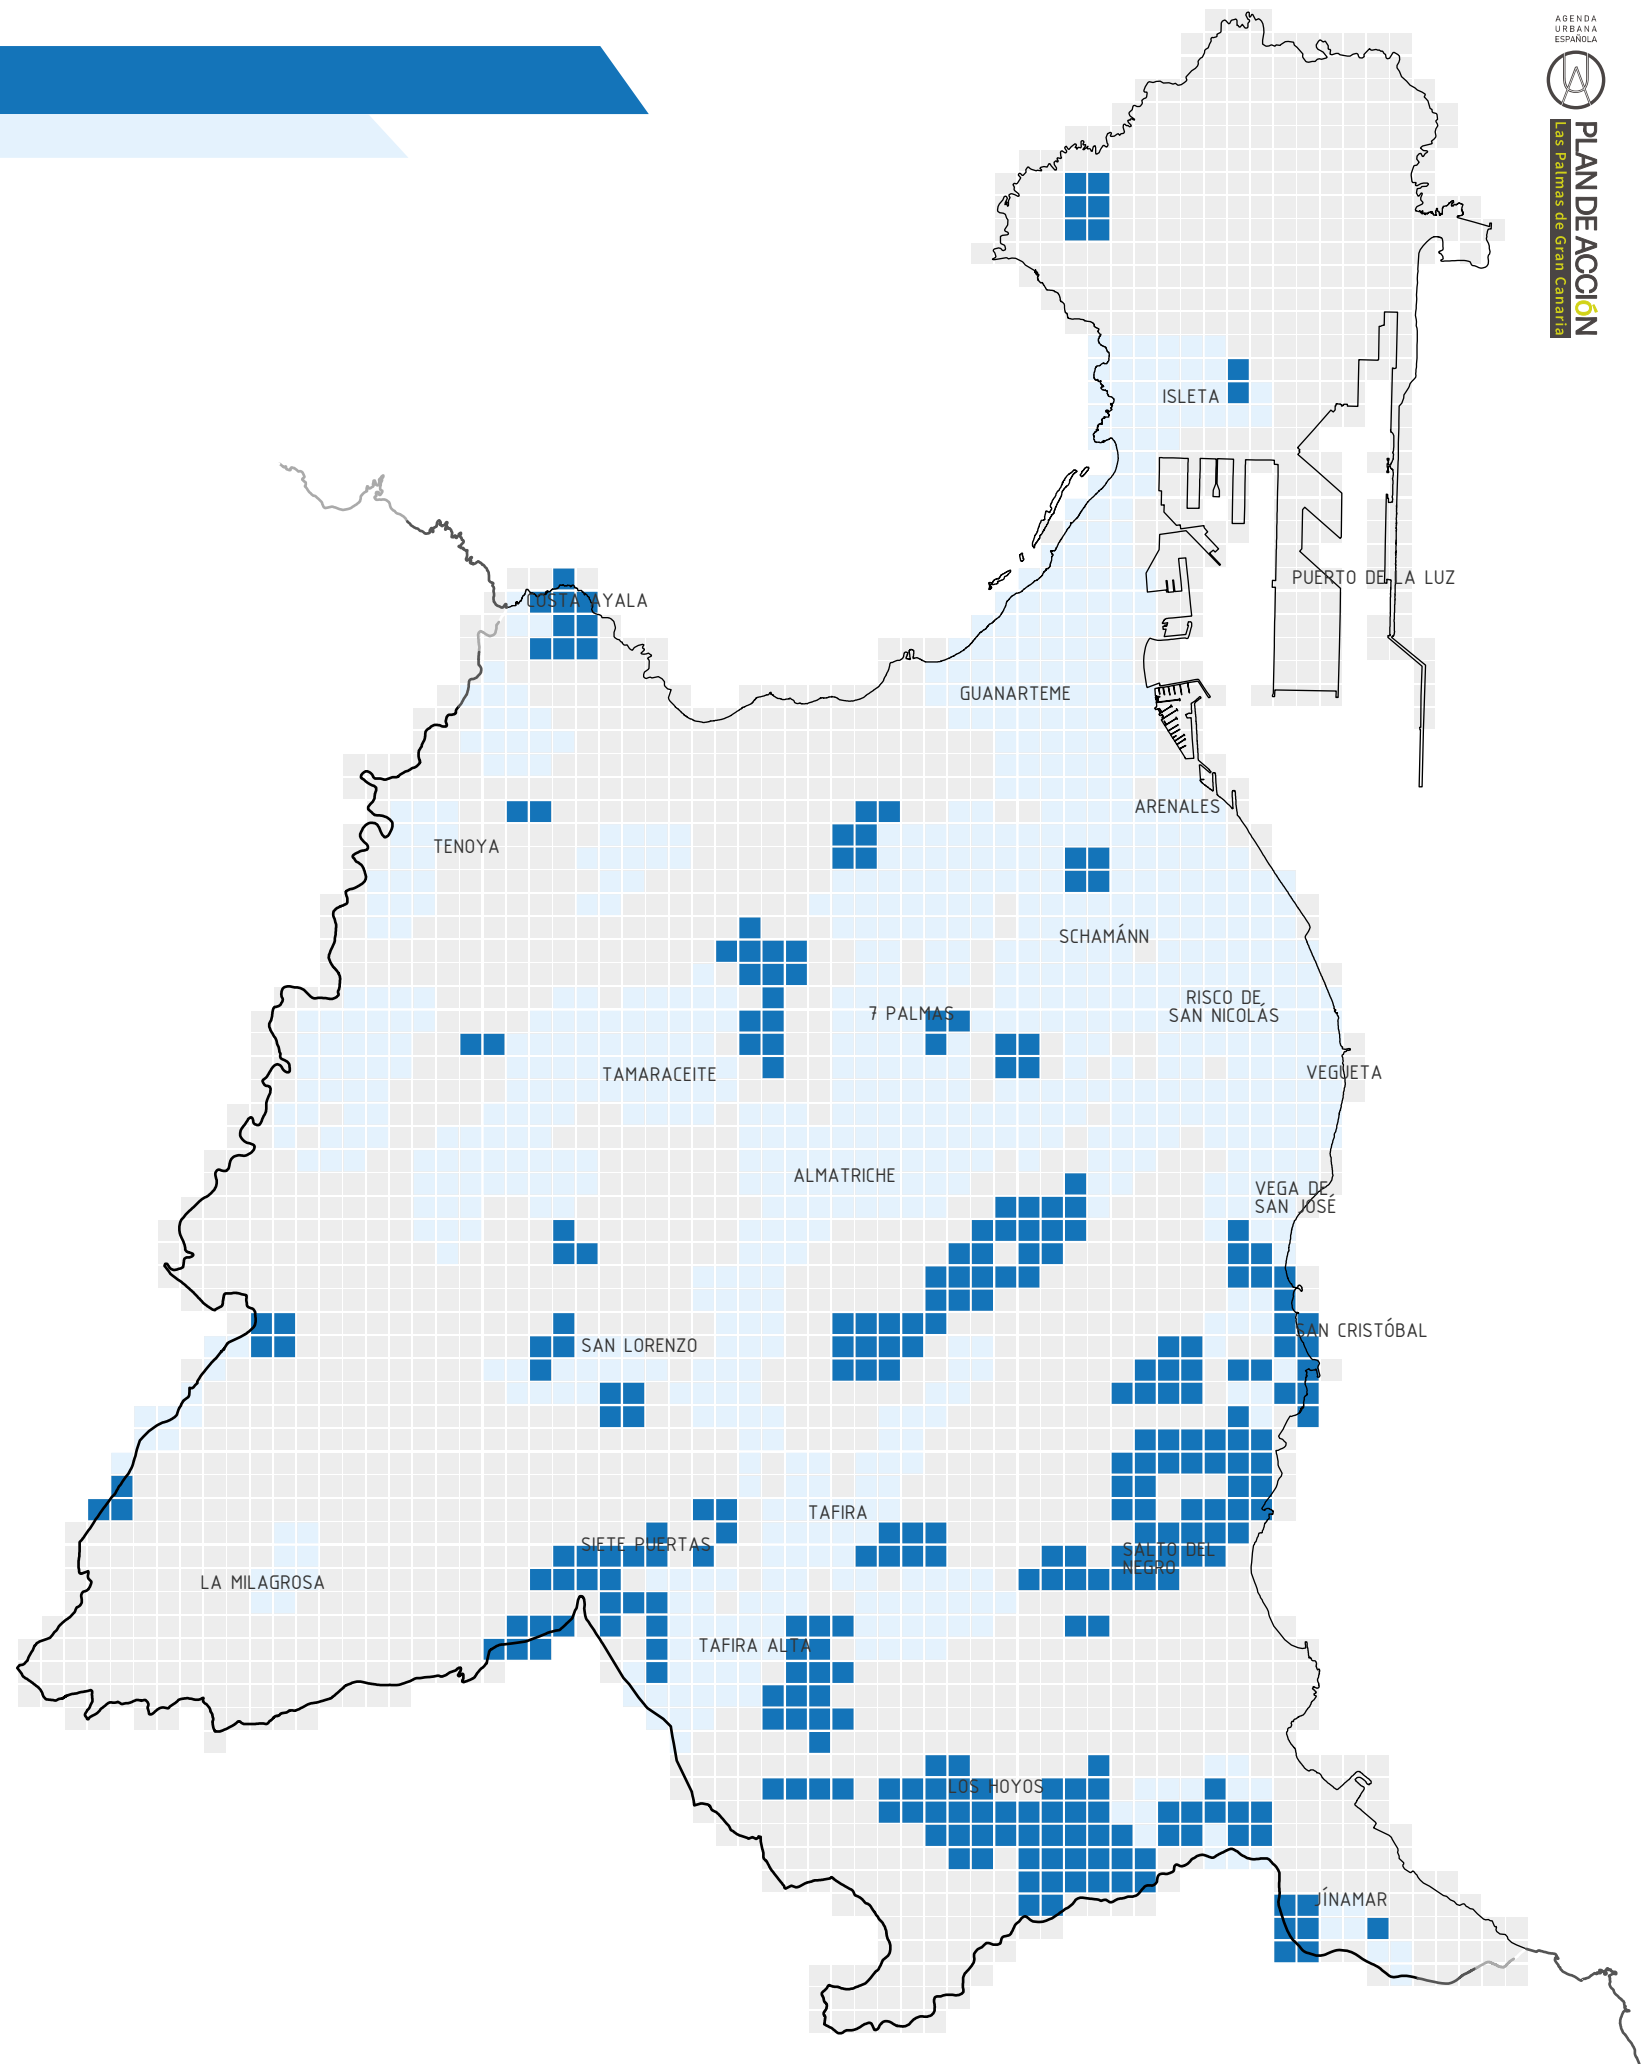 AGENDA
URBANA
ESPAÑOLA
PLAN DE ACCIÓN
Las Palmas de Gran Canaria
ISLETA
PUERTO DE LA LUZ
COSTA AYALA
GUANARTEME
ARENALES
TENOYA
SCHAMÁNN
RISCO DE
SAN NICOLÁS
7 PALMAS
VEGUETA
TAMARACEITE
ALMATRICHE
VEGA DE
SAN JOSÉ
SAN CRISTÓBAL
SAN LORENZO
TAFIRA
SIETE PUERTAS
SALTO DEL
NEGRO
LA MILAGROSA
TAFIRA ALTA
LOS HOYOS
JÍNAMAR